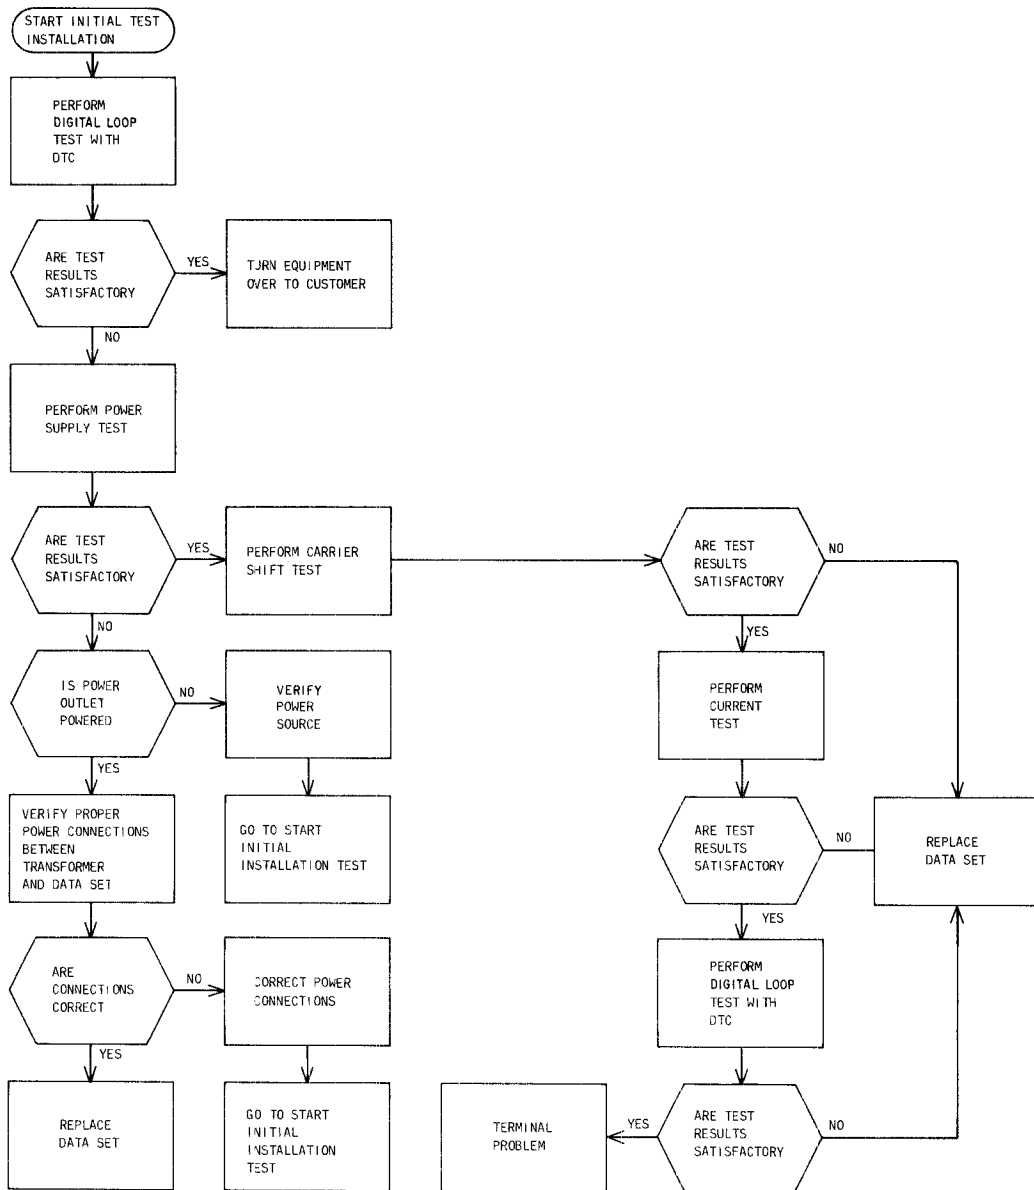 START INITIAL TEST
INSTALLATION
PERFORM
DIGITAL LOOP
TEST WITH
DTC
ARE TEST
RESULTS
SATISFACTORY
YES
TURN EQUIPMENT
OVER TO CUSTOMER
NO
PERFORM POWER
SUPPLY TEST
ARE TEST
RESULTS
SATISFACTORY
YES
PERFORM CARRIER
SHIFT TEST
ARE TEST
RESULTS
SATISFACTORY
NO
NO
YES
IS POWER
OUTLET
POWERED
NO
VERIFY
POWER
SOURCE
PERFORM
CURRENT
TEST
YES
VERIFY PROPER
POWER CONNECTIONS
BETWEEN
TRANSFORMER
AND DATA SET
GO TO START
INITIAL
INSTALLATION TEST
ARE TEST
RESULTS
SATISFACTORY
NO
REPLACE
DATA SET
YES
ARE
CONNECTIONS
CORRECT
NO
CORRECT POWER
CONNECTIONS
PERFORM
DIGITAL LOOP
TEST WITH
DTC
YES
REPLACE
DATA SET
GO TO START
INITIAL
INSTALLATION
TEST
TERMINAL
PROBLEM
YES
ARE TEST
RESULTS
SATISFACTORY
NO